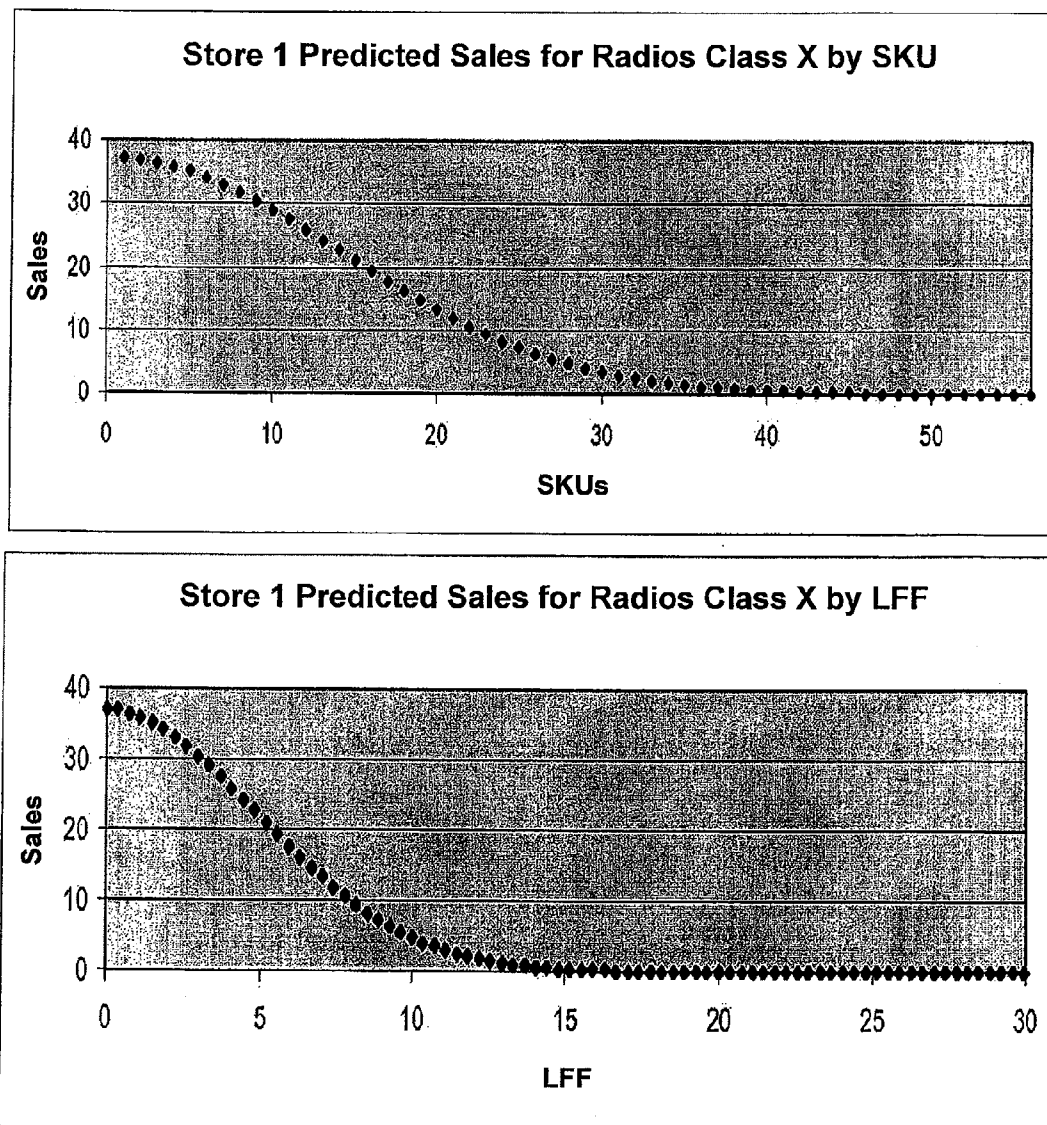 Store 1 Predicted Sales for Radios Class X by SKU
40
30
20
10
0
Sales
0 10 20 30 40 50
SKUs
Store 1 Predicted Sales for Radios Class X by LFF
40
30
20
10
0
Sales
0 5 10 15 20 25 30
LFF